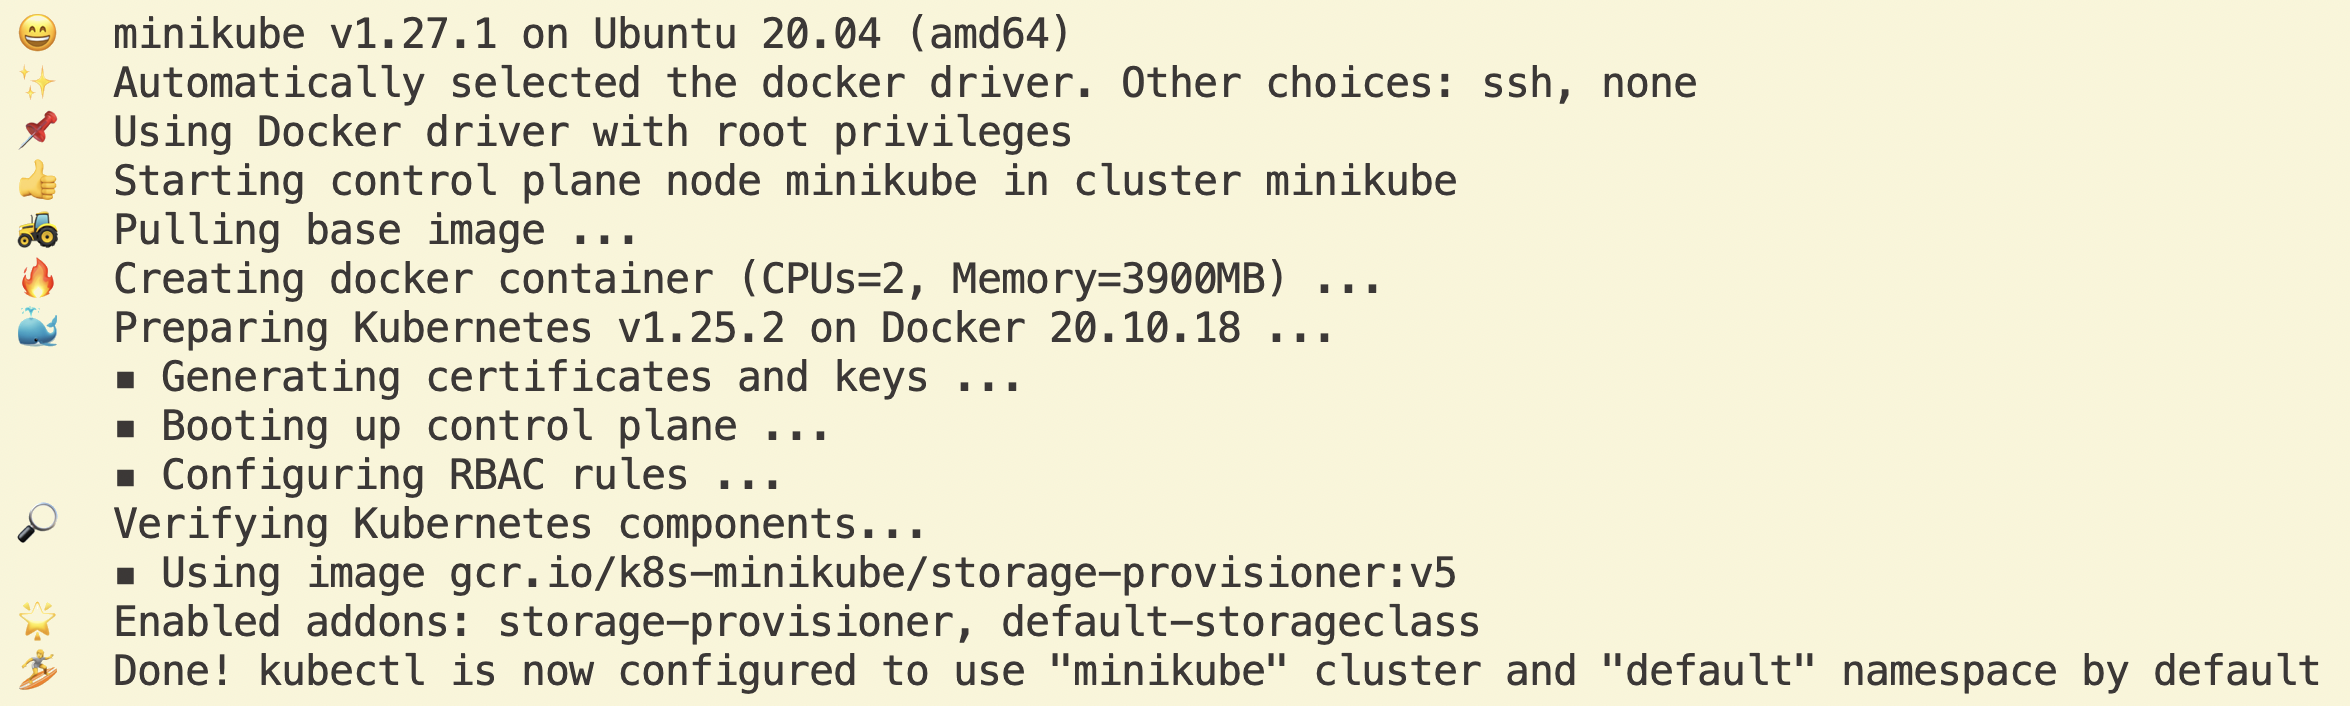 😄 minikube v1.27.1 on Ubuntu 20.04 (amd64)
✨ Automatically selected the docker driver. Other choices: ssh, none
📌 Using Docker driver with root privileges
👍 Starting control plane node minikube in cluster minikube
🚜 Pulling base image ...
🔥 Creating docker container (CPUs=2, Memory=3900MB) ...
🐳 Preparing Kubernetes v1.25.2 on Docker 20.10.18 ...
▪ Generating certificates and keys ...
▪ Booting up control plane ...
▪ Configuring RBAC rules ...
🔎 Verifying Kubernetes components...
▪ Using image gcr.io/k8s-minikube/storage-provisioner:v5
🌟 Enabled addons: storage-provisioner, default-storageclass
🏄 Done! kubectl is now configured to use "minikube" cluster and "default" namespace by default